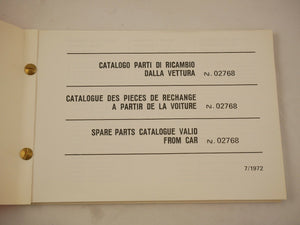 CATALOGO PARTI DI RICAMBIO
DALLA VETTURA N. 02768
CATALOGUE DES PIECES DE RECHANGE
A PARTIR DE LA VOITURE N. 02768
SPARE PARTS CATALOGUE VALID
FROM CAR N. 02768
7/1972